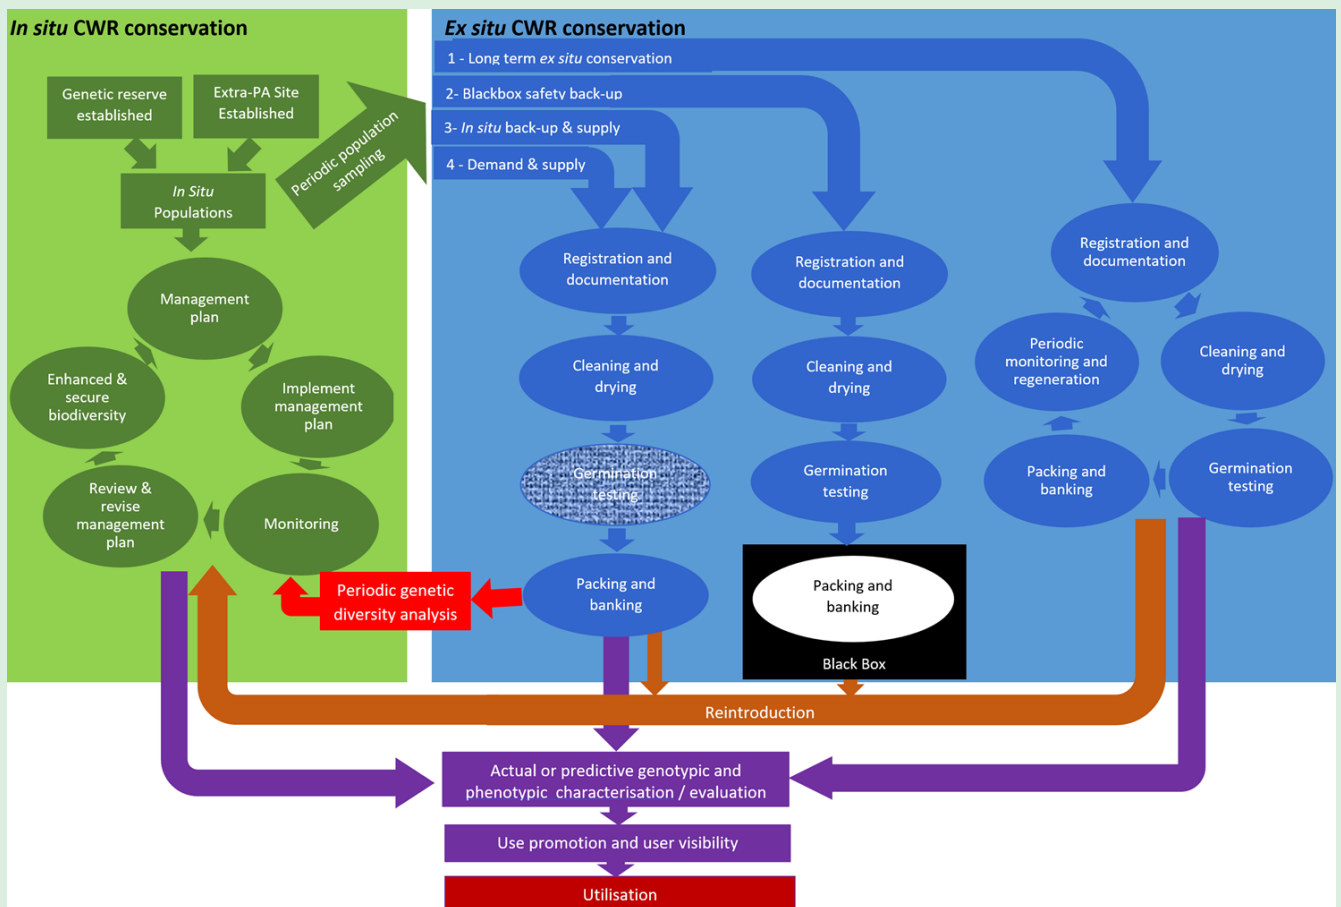 In situ CWR conservation
Genetic reserve
established
Extra-PA Site
Established
Periodic population
sampling
In Situ
Populations
Management
plan
Enhanced &
secure
biodiversity
Implement
management
plan
Review &
revise
management
plan
Monitoring
Ex situ CWR conservation
1 - Long term ex situ conservation
2- Blackbox safety back-up
3- In situ back-up & supply
4 - Demand & supply
Registration and
documentation
Cleaning and
drying
Germination
testing
Packing and
banking
Periodic genetic
diversity analysis
Registration and
documentation
Cleaning and
drying
Germination
testing
Packing and
banking
Black Box
Registration and
documentation
Periodic
monitoring and
regeneration
Cleaning and
drying
Packing and
banking
Germination
testing
Reintroduction
Actual or predictive genotypic and
phenotypic characterisation / evaluation
Use promotion and user visibility
Utilisation